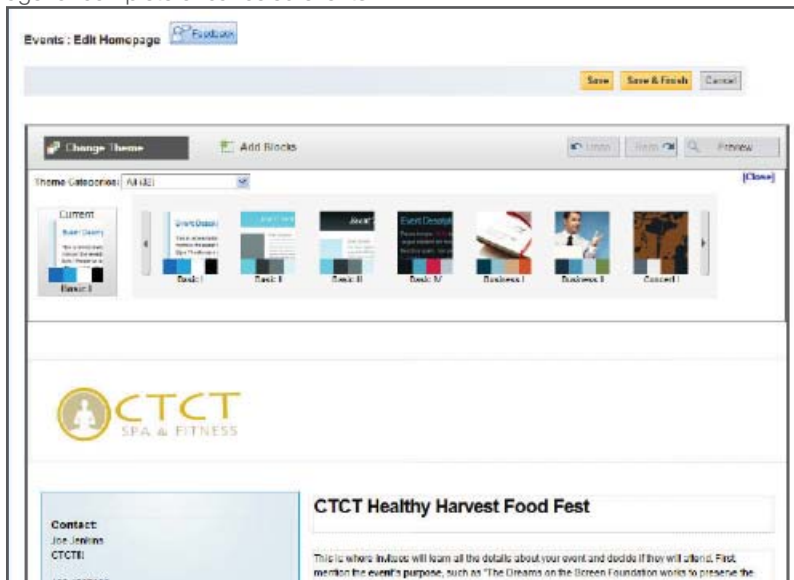 Events : Edit Homepage Feedback
Save Save & Finish Cancel
Change Theme Add Blocks Undo Redo Preview
Theme Categories: All (32) [Close]
Current
Basic I
Basic I Basic II Basic III Basic IV Business I Business II Concert I
CTCT
SPA & FITNESS
CTCT Healthy Harvest Food Fest
Contact:
Joe Jenkins
This is where invitees will learn all the details about your event and decide if they will attend. First,
mention the event's purpose, such as "The Dreams on the Screen Foundation works to preserve the